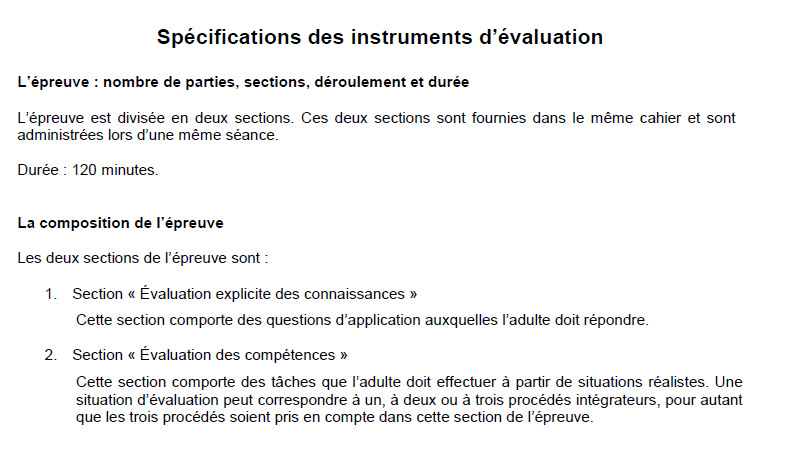 Spécifications des instruments d’évaluation
L’épreuve : nombre de parties, sections, déroulement et durée
L’épreuve est divisée en deux sections. Ces deux sections sont fournies dans le même cahier et sont
administrées lors d’une même séance.
Durée : 120 minutes.
La composition de l’épreuve
Les deux sections de l’épreuve sont :
1. Section « Évaluation explicite des connaissances »
Cette section comporte des questions d’application auxquelles l’adulte doit répondre.
2. Section « Évaluation des compétences »
Cette section comporte des tâches que l’adulte doit effectuer à partir de situations réalistes. Une
situation d’évaluation peut correspondre à un, à deux ou à trois procédés intégrateurs, pour autant
que les trois procédés soient pris en compte dans cette section de l’épreuve.